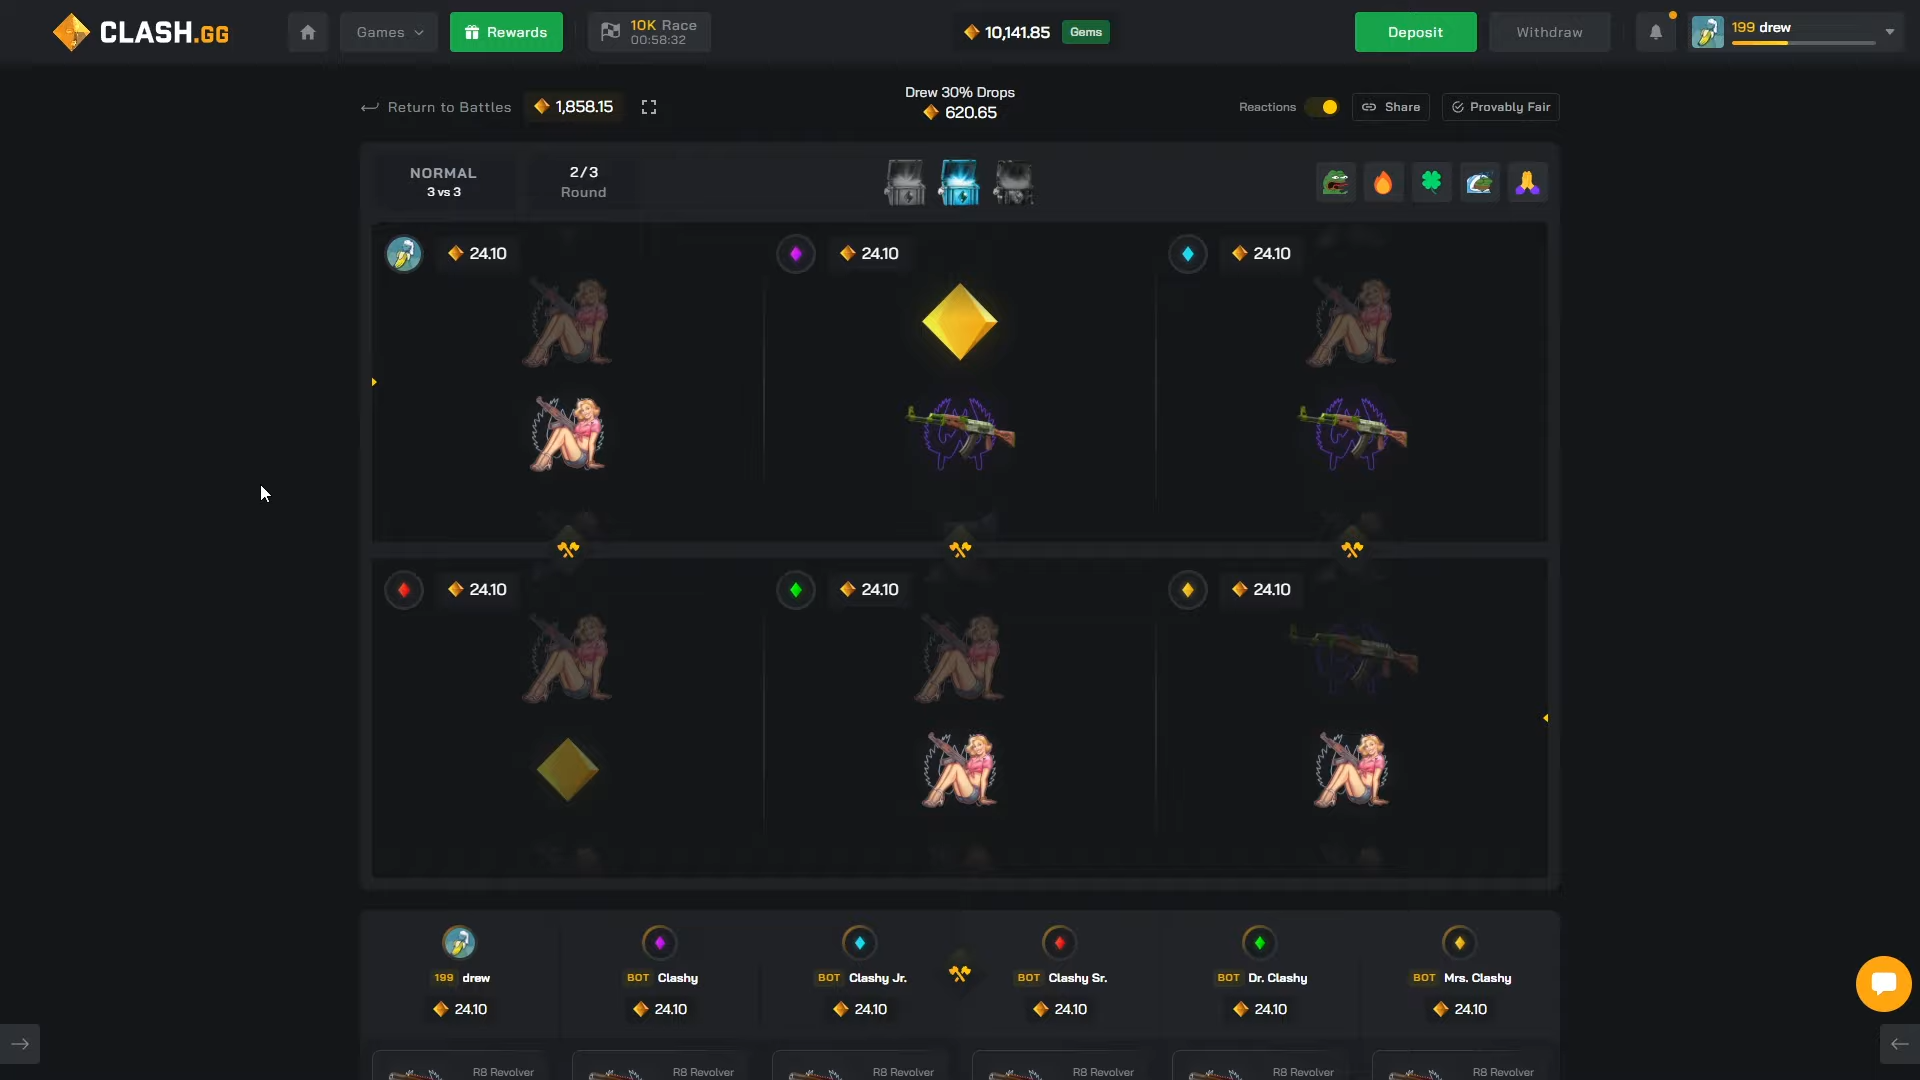 CLASH.GG
Games
Rewards
10K Race
00:58:32
10,141.85
Gems
Deposit
Withdraw
199 drew
Return to Battles
1,858.15
Drew 30% Drops
620.65
Reactions
Share
Provably Fair
NORMAL
3 vs 3
2/3
Round
24.10
24.10
24.10
24.10
24.10
24.10
199 drew
24.10
BOT Clashy
24.10
BOT Clashy Jr.
24.10
BOT Clashy Sr.
24.10
BOT Dr. Clashy
24.10
BOT Mrs. Clashy
24.10
R8 Revolver
R8 Revolver
R8 Revolver
R8 Revolver
R8 Revolver
R8 Revolver